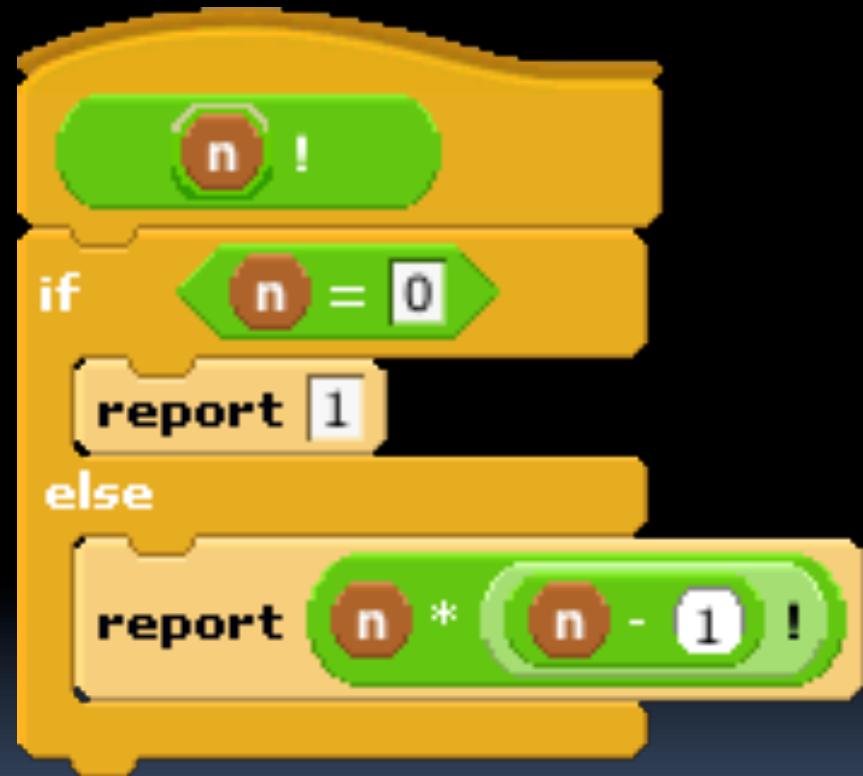 n !
if n = 0
report 1
else
report n * n - 1 !